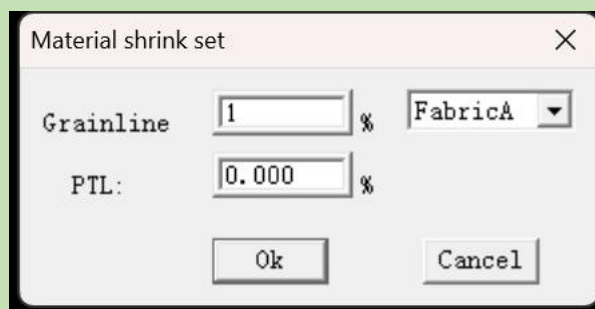 Material shrink set
Grainline 1 % FabricA
PTL: 0.000 %
Ok Cancel